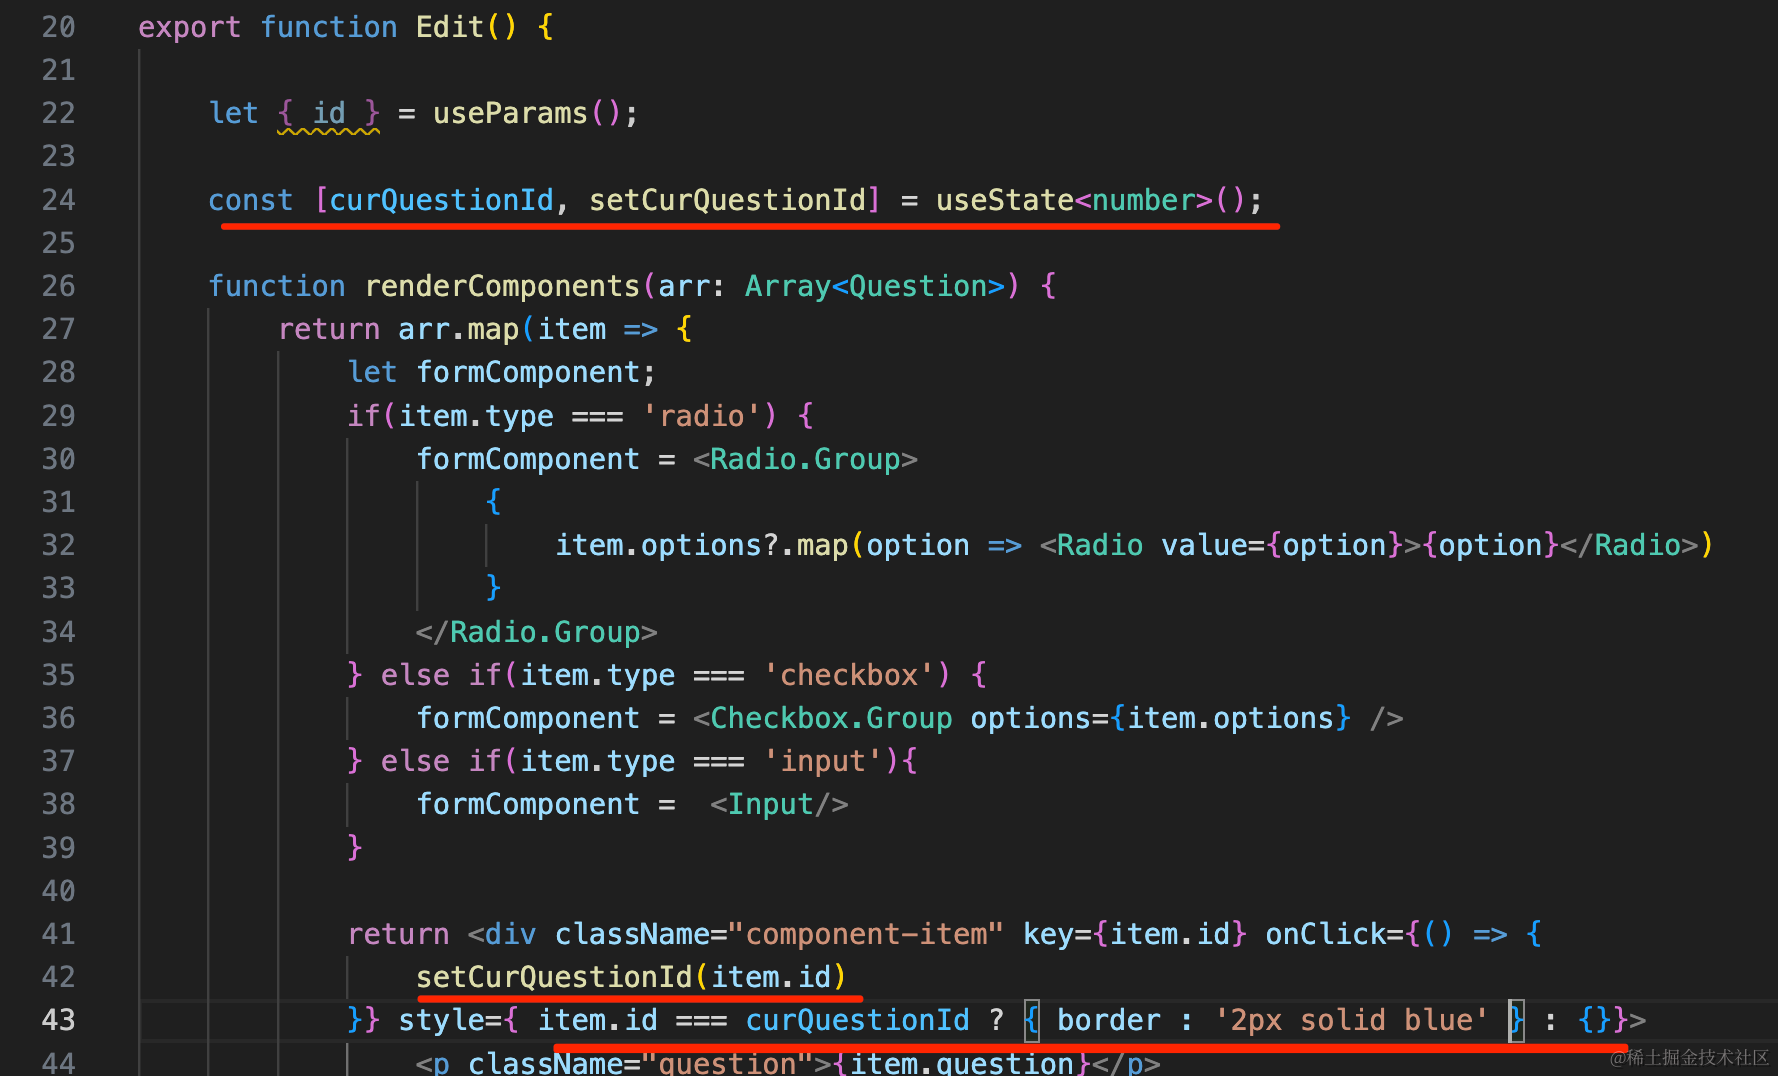 20 export function Edit() {
21
22 let { id } = useParams();
23
24 const [curQuestionId, setCurQuestionId] = useState<number>();
25
26 function renderComponents(arr: Array<Question>) {
27 return arr.map(item => {
28 let formComponent;
29 if(item.type === 'radio') {
30 formComponent = <Radio.Group>
31 {
32 item.options?.map(option => <Radio value={option}>{option}</Radio>)
33 }
34 </Radio.Group>
35 } else if(item.type === 'checkbox') {
36 formComponent = <Checkbox.Group options={item.options} />
37 } else if(item.type === 'input'){
38 formComponent =  <Input/>
39 }
40
41 return <div className="component-item" key={item.id} onClick={() => {
42 setCurQuestionId(item.id)
43 }} style={ item.id === curQuestionId ? { border : '2px solid blue' } : {}}>
44 <p className="question">{item.question}</p>
@稀土掘金技术社区